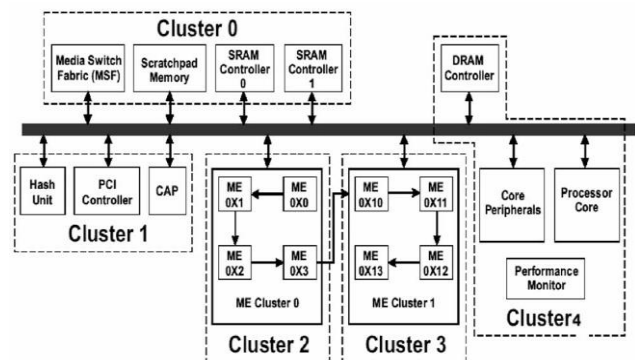 Cluster 0
Media Switch
Fabric (MSF)
Scratchpad
Memory
SRAM
Controller
0
SRAM
Controller
1
DRAM
Controller
Hash
Unit
PCI
Controller
CAP
Cluster 1
ME
0X1
ME
0X0
ME
0X2
ME
0X3
ME Cluster 0
Cluster 2
ME
0X10
ME
0X11
ME
0X13
ME
0X12
ME Cluster 1
Cluster 3
Core
Peripherals
Processor
Core
Performance
Monitor
Cluster4